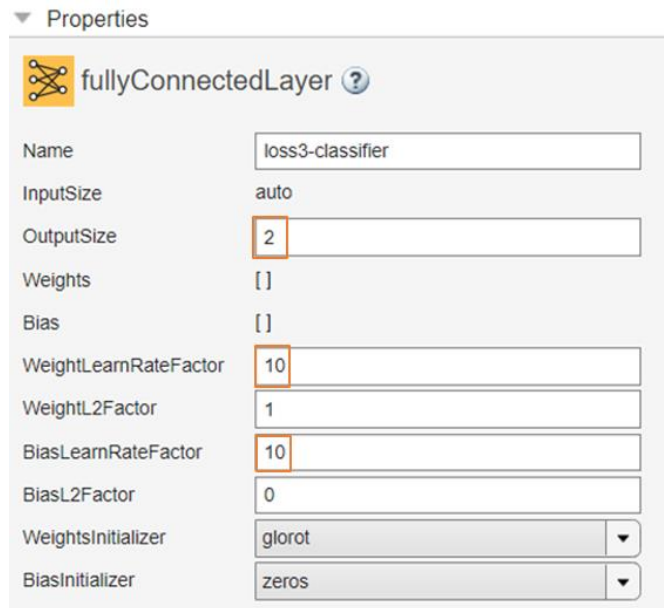 Properties
fullyConnectedLayer ?
Name loss3-classifier
InputSize auto
OutputSize 2
Weights [ ]
Bias [ ]
WeightLearnRateFactor 10
WeightL2Factor 1
BiasLearnRateFactor 10
BiasL2Factor 0
WeightsInitializer glorot
BiasInitializer zeros